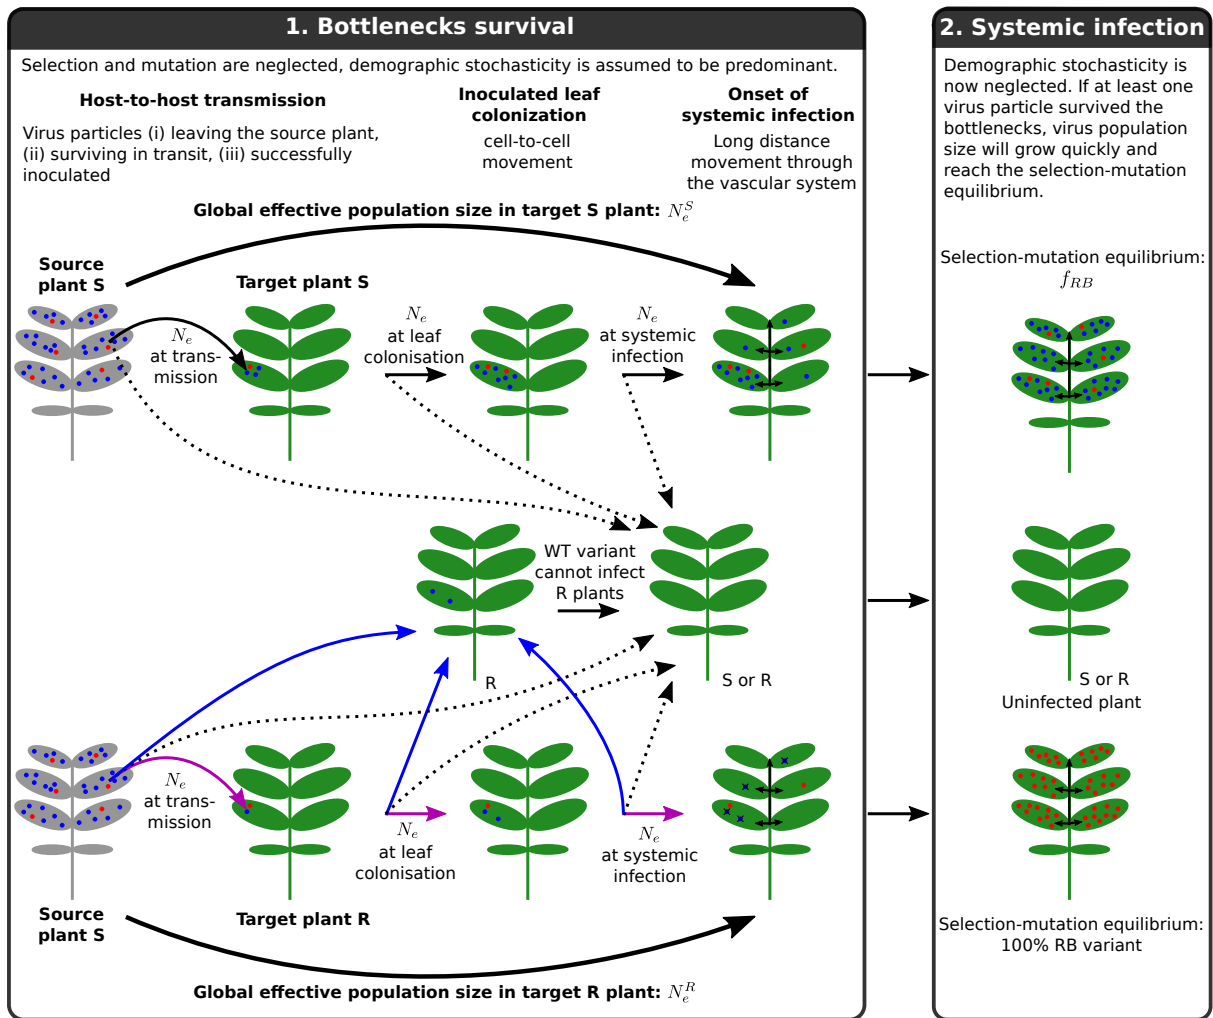 1. Bottlenecks survival
Selection and mutation are neglected, demographic stochasticity is assumed to be predominant.
Host-to-host transmission
Virus particles (i) leaving the source plant,
(ii) surviving in transit, (iii) successfully
inoculated
Inoculated leaf
colonization
cell-to-cell
movement
Onset of
systemic infection
Long distance
movement through
the vascular system
Global effective population size in target S plant: N_e^S
Source
plant S
Target plant S
N_e
at trans-
mission
N_e
at leaf
colonisation
N_e
at systemic
infection
WT variant
cannot infect
R plants
R
S or R
N_e
at trans-
mission
N_e
at leaf
colonisation
N_e
at systemic
infection
Source
plant S
Target plant R
Global effective population size in target R plant: N_e^R
2. Systemic infection
Demographic stochasticity is
now neglected. If at least one
virus particle survived the
bottlenecks, virus population
size will grow quickly and
reach the selection-mutation
equilibrium.
Selection-mutation equilibrium:
f_{RB}
S or R
Uninfected plant
Selection-mutation equilibrium:
100% RB variant